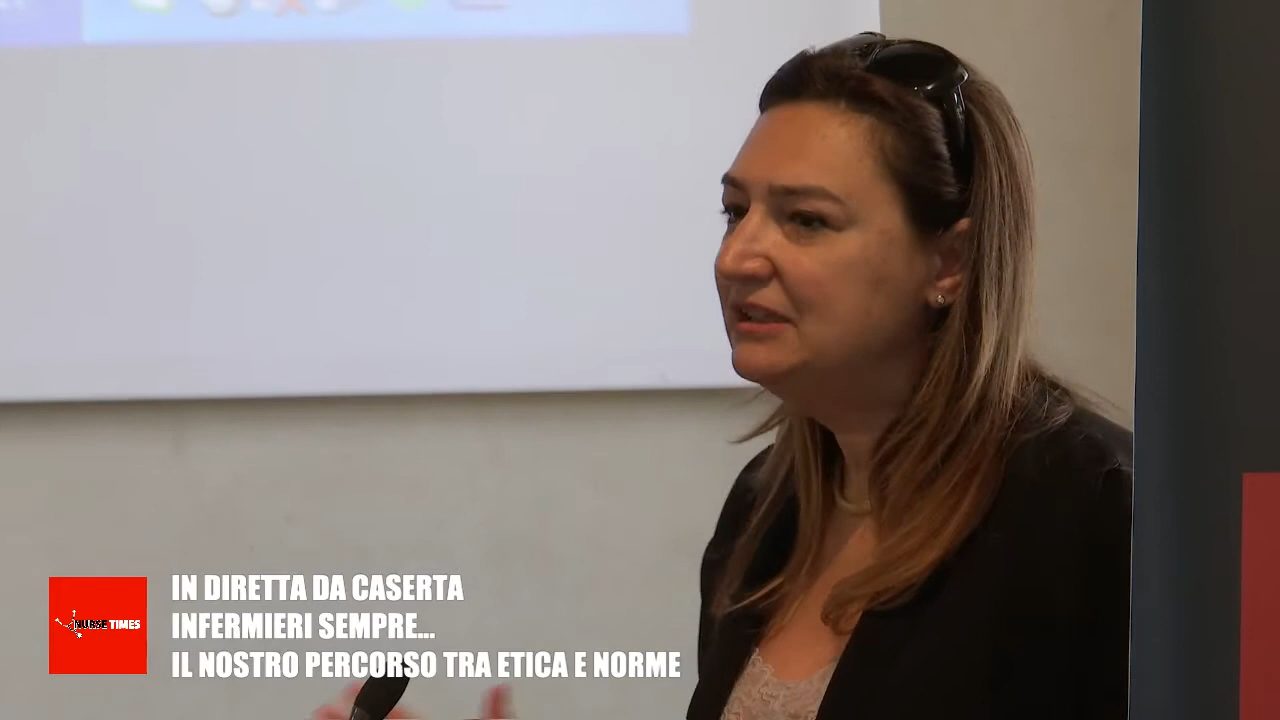 IN DIRETTA DA CASERTA
INFERMIERI SEMPRE...
NURSE TIMES
IL NOSTRO PERCORSO TRA ETICA E NORME